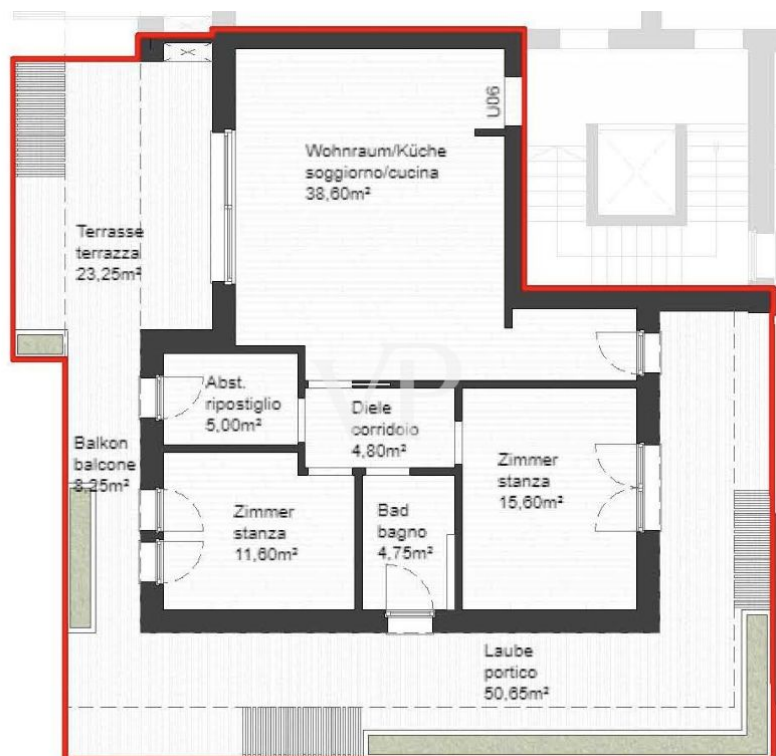 U06
Wohnraum/Küche
soggiorno/cucina
38,60m²
Terrasse
terrazza
23,25m²
Abst.
ripostiglio
5,00m²
Diele
corridoio
4,80m²
Zimmer
stanza
15,60m²
Balkon
balcone
8,25m²
Zimmer
stanza
11,60m²
Bad
bagno
4,75m²
Laube
portico
50,65m²
VP